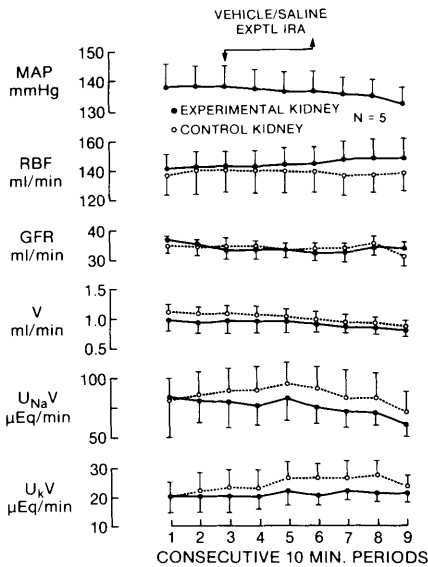 VEHICLE/SALINE
EXPTL IRA
MAP
mmHg
150
140
130
EXPERIMENTAL KIDNEY
CONTROL KIDNEY
N = 5
RBF
ml/min
160
140
120
GFR
ml/min
40
30
V
ml/min
1.5
1.0
0.5
UNaV
µEq/min
100
50
UkV
µEq/min
30
20
10
1 2 3 4 5 6 7 8 9
CONSECUTIVE 10 MIN. PERIODS